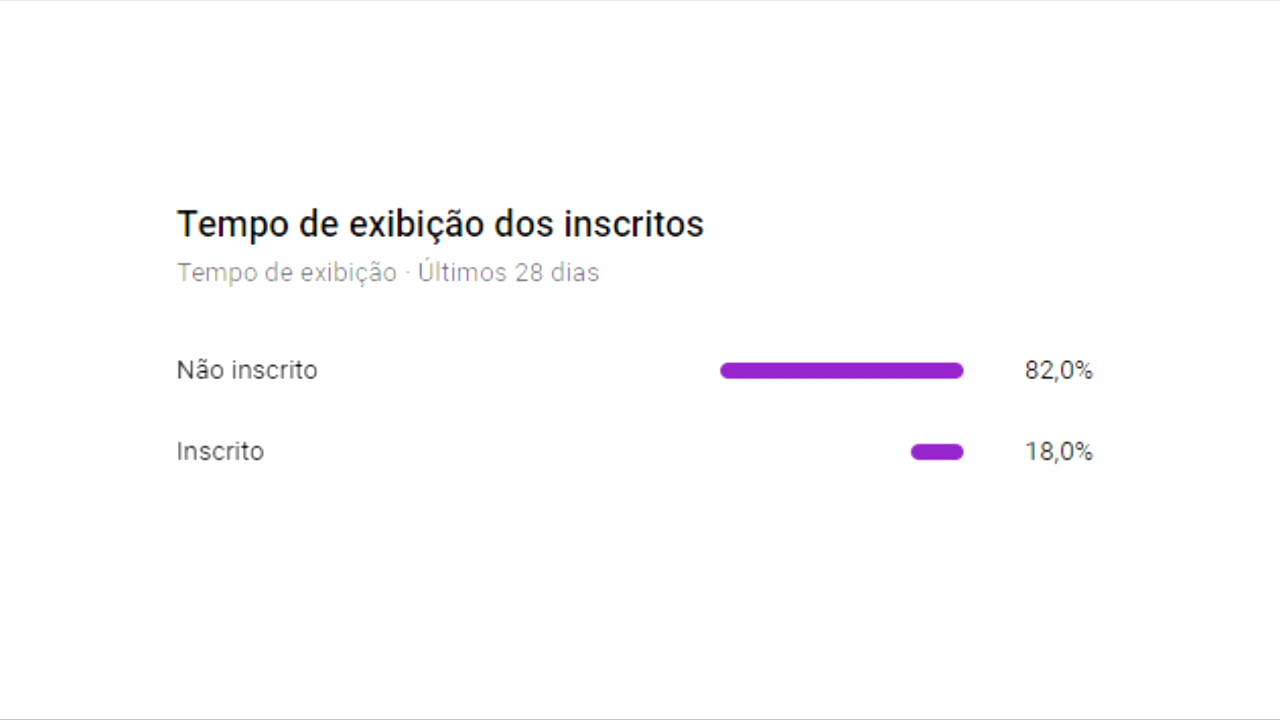 Tempo de exibição dos inscritos
Tempo de exibição · Últimos 28 dias
Não inscrito 82,0%
Inscrito 18,0%